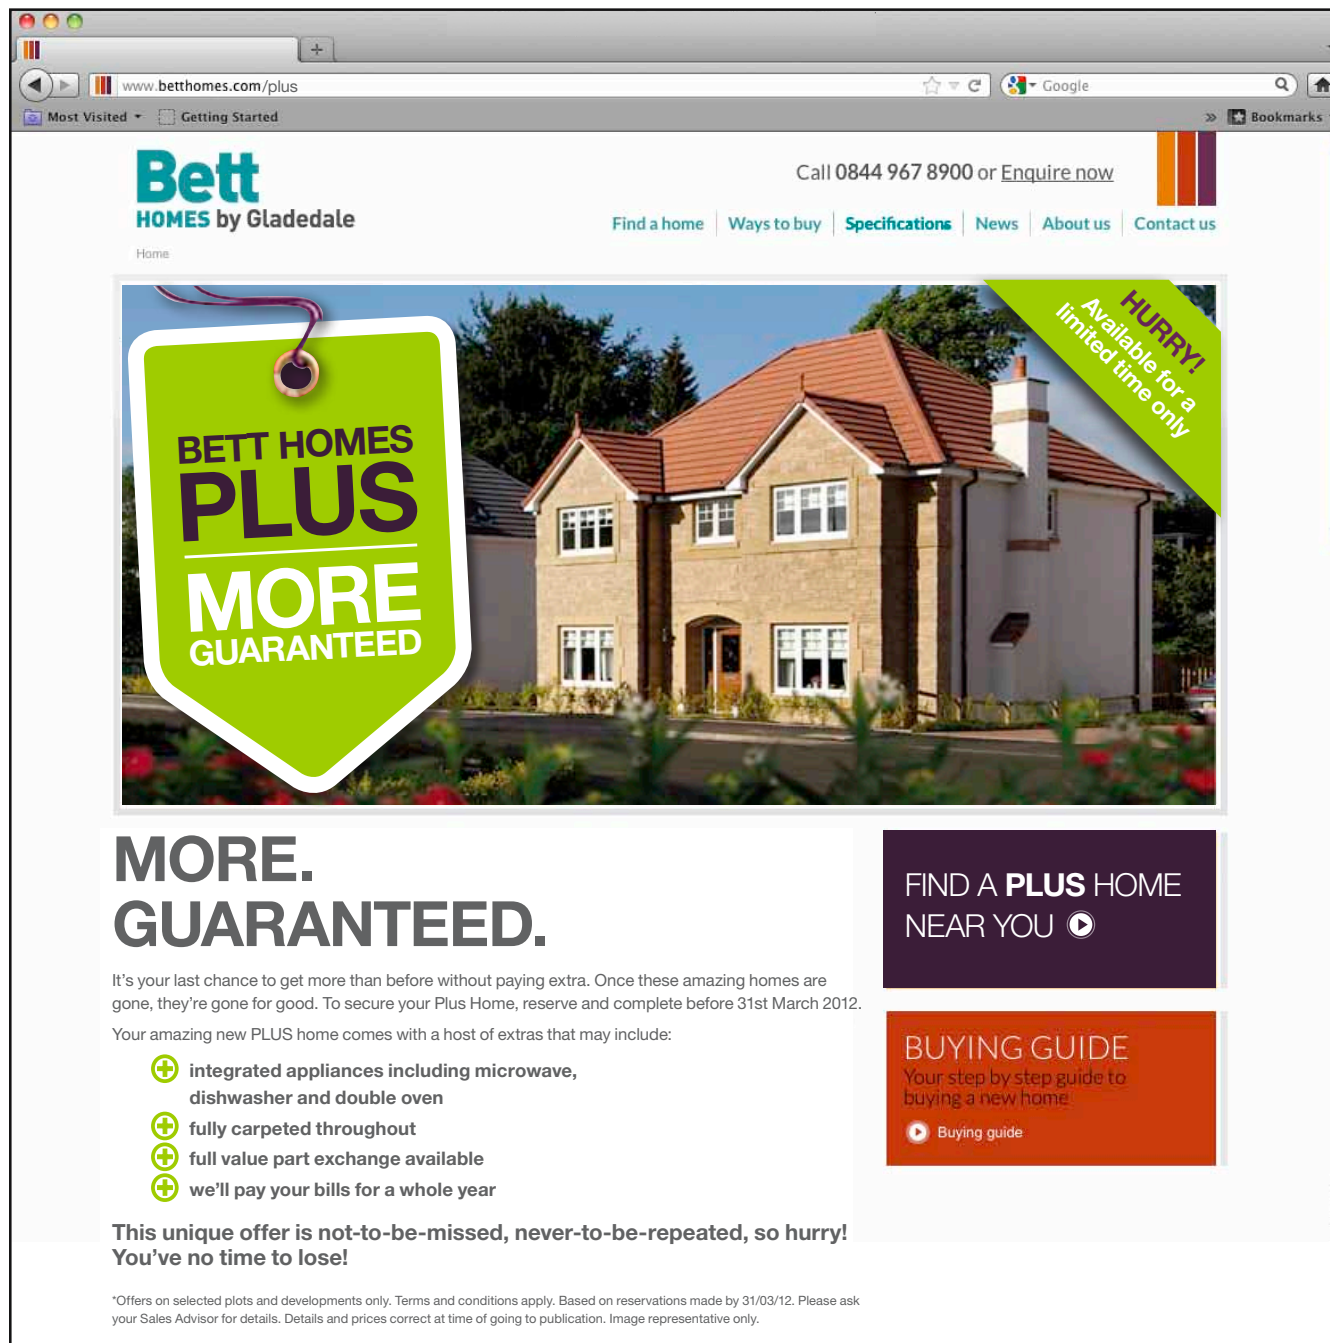 www.betthomes.com/plus
Google
Most Visited
Getting Started
Bookmarks
Bett
HOMES by Gladedale
Call 0844 967 8900 or Enquire now
Find a home
Ways to buy
Specifications
News
About us
Contact us
Home
BETT HOMES
PLUS
MORE
GUARANTEED
HURRY!
Available for a
limited time only
MORE.
GUARANTEED.
It’s your last chance to get more than before without paying extra. Once these amazing homes are
gone, they’re gone for good. To secure your Plus Home, reserve and complete before 31st March 2012.
Your amazing new PLUS home comes with a host of extras that may include:
integrated appliances including microwave,
dishwasher and double oven
fully carpeted throughout
full value part exchange available
we’ll pay your bills for a whole year
This unique offer is not-to-be-missed, never-to-be-repeated, so hurry!
You’ve no time to lose!
*Offers on selected plots and developments only. Terms and conditions apply. Based on reservations made by 31/03/12. Please ask
your Sales Advisor for details. Details and prices correct at time of going to publication. Image representative only.
FIND A PLUS HOME
NEAR YOU
BUYING GUIDE
Your step by step guide to
buying a new home
Buying guide